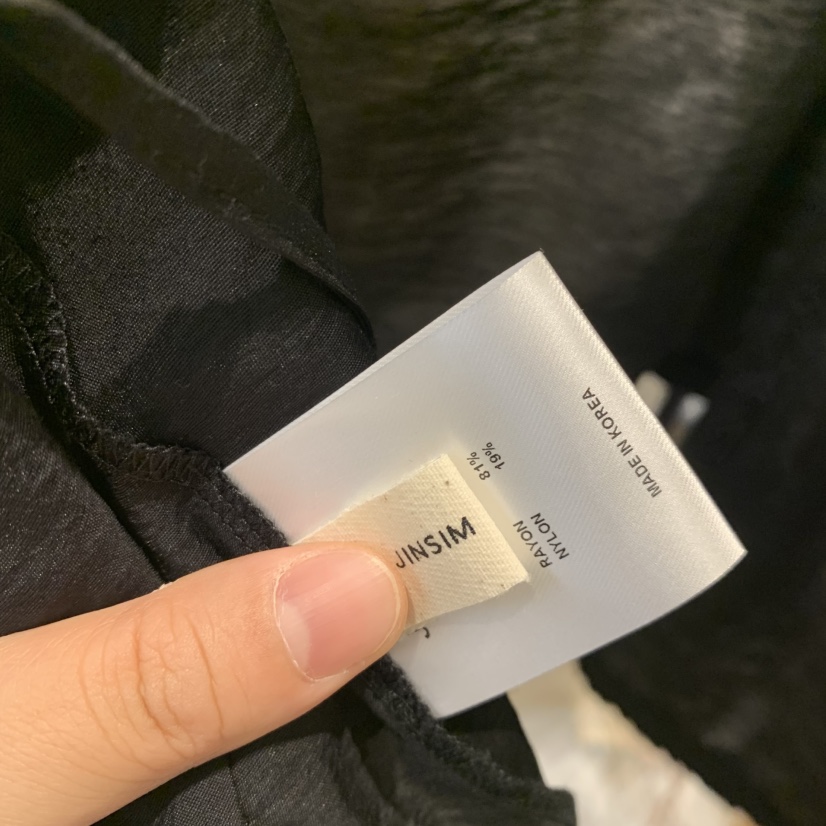 JINSIM
RAYON 81%
NYLON 19%
MADE IN KOREA